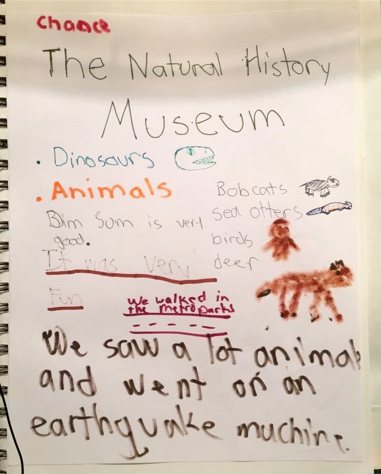 Chance
The Natural History
Museum
• Dinosaurs
• Animals
Bobcats
sea otters
birds
deer
Dim Sum is very
good.
It was very
Fun
We walked in
the metroparks
We saw a lot animals
and went on an
earthquake muchine.